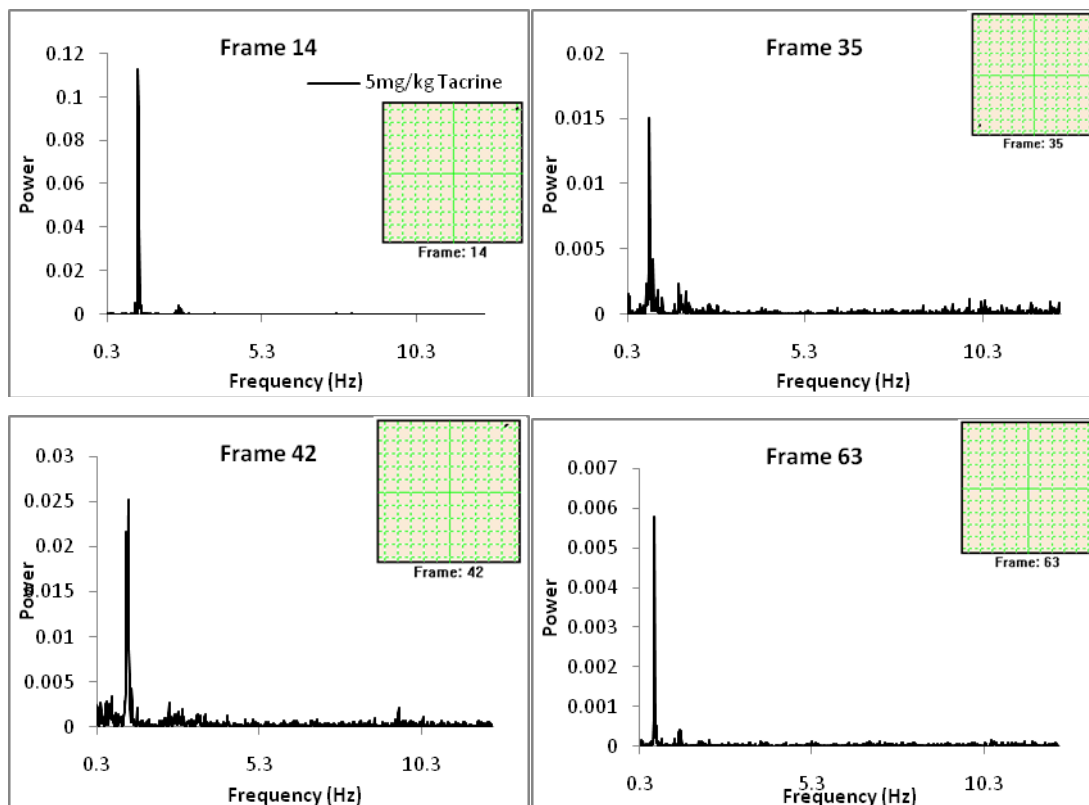 Frame 14
0.12
0.1
0.08
0.06
0.04
0.02
0
Power
5mg/kg Tacrine
Frame: 14
0.3 5.3 10.3
Frequency (Hz)
Frame 35
0.02
0.015
0.01
0.005
0
Power
Frame: 35
0.3 5.3 10.3
Frequency (Hz)
Frame 42
0.03
0.025
0.02
0.015
0.01
0.005
0
Power
Frame: 42
0.3 5.3 10.3
Frequency (Hz)
Frame 63
0.007
0.006
0.005
0.004
0.003
0.002
0.001
0
Power
Frame: 63
0.3 5.3 10.3
Frequency (Hz)